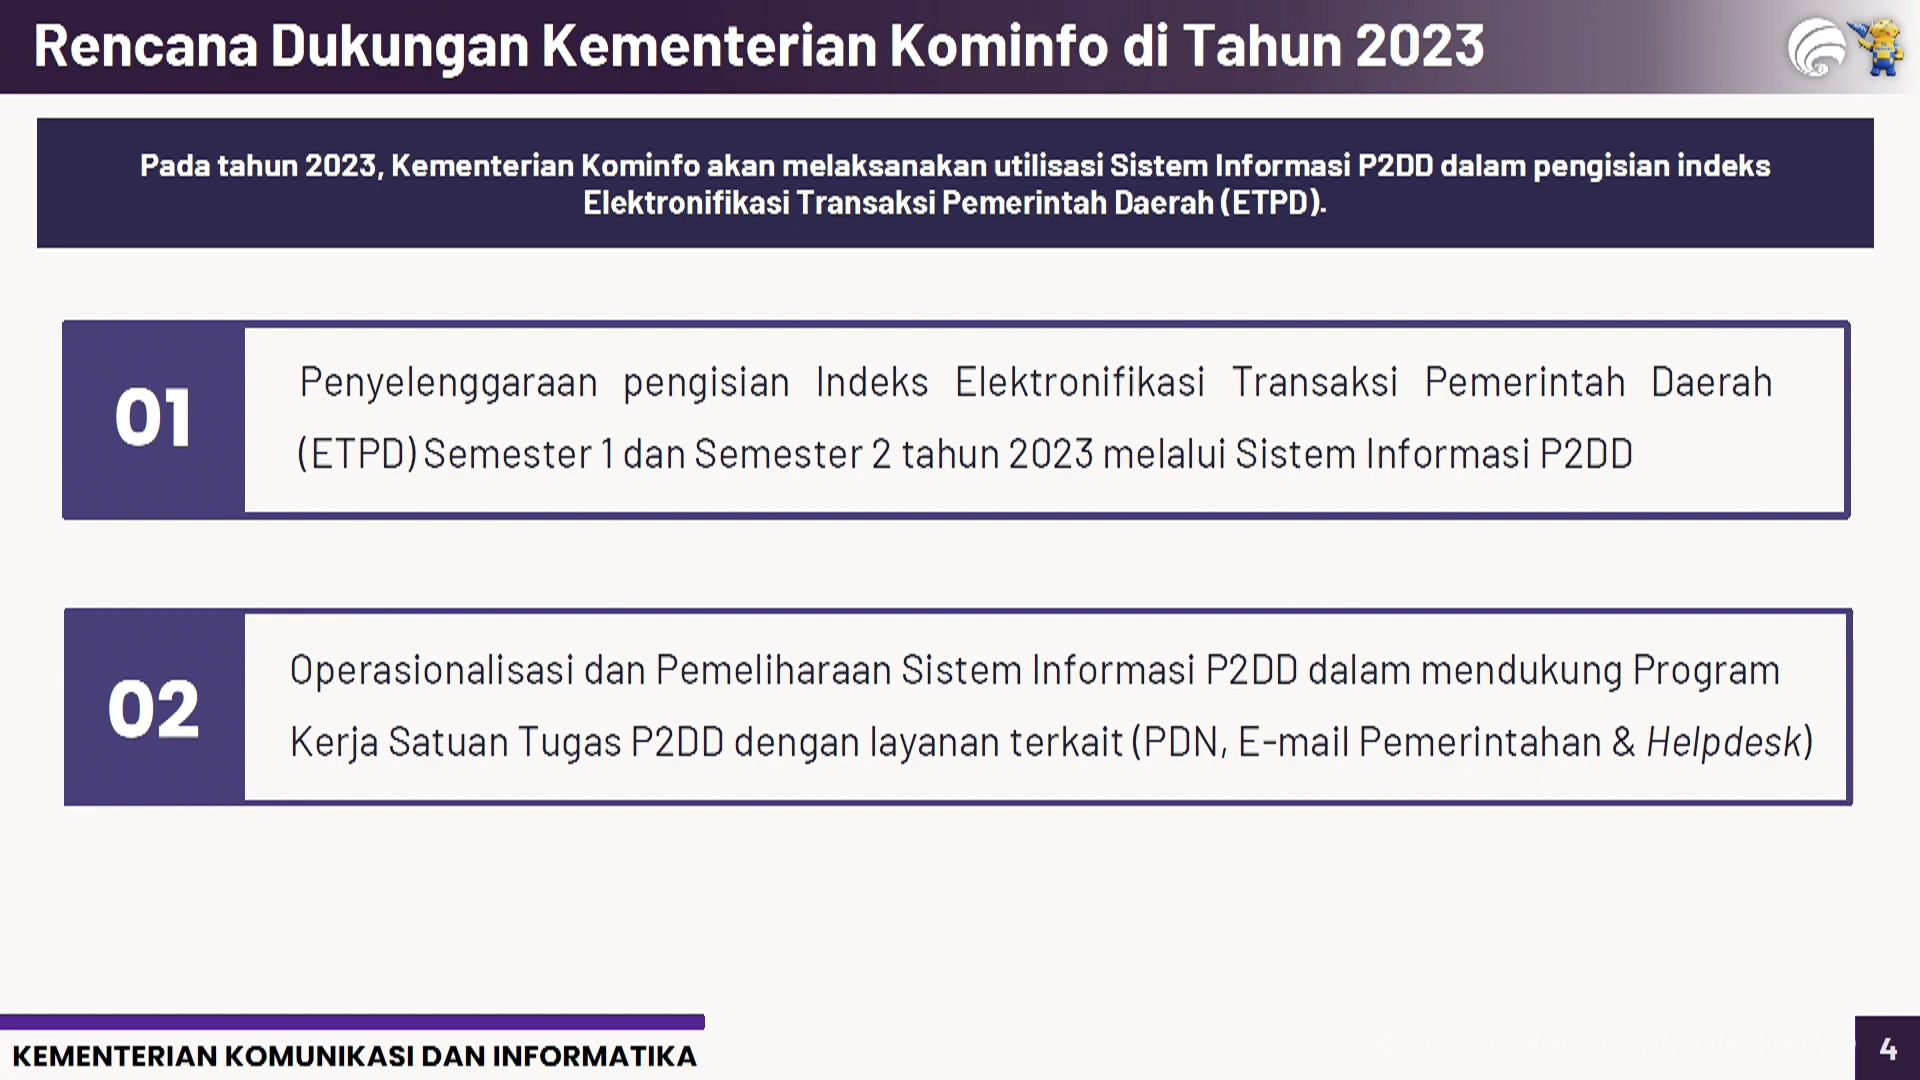 Rencana Dukungan Kementerian Kominfo di Tahun 2023
Pada tahun 2023, Kementerian Kominfo akan melaksanakan utilisasi Sistem Informasi P2DD dalam pengisian indeks
Elektronifikasi Transaksi Pemerintah Daerah (ETPD).
01
Penyelenggaraan pengisian Indeks Elektronifikasi Transaksi Pemerintah Daerah
(ETPD) Semester 1 dan Semester 2 tahun 2023 melalui Sistem Informasi P2DD
02
Operasionalisasi dan Pemeliharaan Sistem Informasi P2DD dalam mendukung Program
Kerja Satuan Tugas P2DD dengan layanan terkait (PDN, E-mail Pemerintahan & Helpdesk)
KEMENTERIAN KOMUNIKASI DAN INFORMATIKA
4